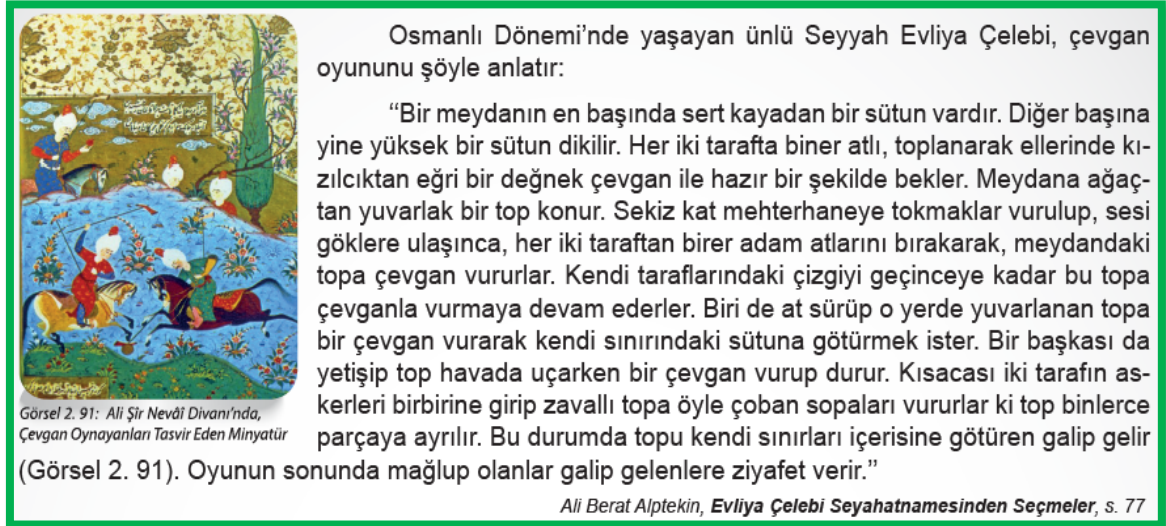 Osmanlı Dönemi’nde yaşayan ünlü Seyyah Evliya Çelebi, çevgan
oyununu şöyle anlatır:
“Bir meydanın en başında sert kayadan bir sütun vardır. Diğer başına
yine yüksek bir sütun dikilir. Her iki tarafta biner atlı, toplanarak ellerinde kı-
zılcıktan eğri bir değnek çevgan ile hazır bir şekilde bekler. Meydana ağaç-
tan yuvarlak bir top konur. Sekiz kat mehterhaneye tokmaklar vurulup, sesi
göklere ulaşınca, her iki taraftan birer adam atlarını bırakarak, meydandaki
topa çevgan vururlar. Kendi taraflarındaki çizgiyi geçinceye kadar bu topa
çevganla vurmaya devam ederler. Biri de at sürüp o yerde yuvarlanan topa
bir çevgan vurarak kendi sınırındaki sütuna götürmek ister. Bir başkası da
yetişip top havada uçarken bir çevgan vurup durur. Kısacası iki tarafın as-
kerleri birbirine girip zavallı topa öyle çoban sopaları vururlar ki top binlerce
parçaya ayrılır. Bu durumda topu kendi sınırları içerisine götüren galip gelir
(Görsel 2. 91). Oyunun sonunda mağlup olanlar galip gelenlere ziyafet verir.”
Görsel 2. 91: Ali Şîr Nevâî Divanı’nda,
Çevgan Oynayanları Tasvir Eden Minyatür
Ali Berat Alptekin, Evliya Çelebi Seyahatnamesinden Seçmeler, s. 77